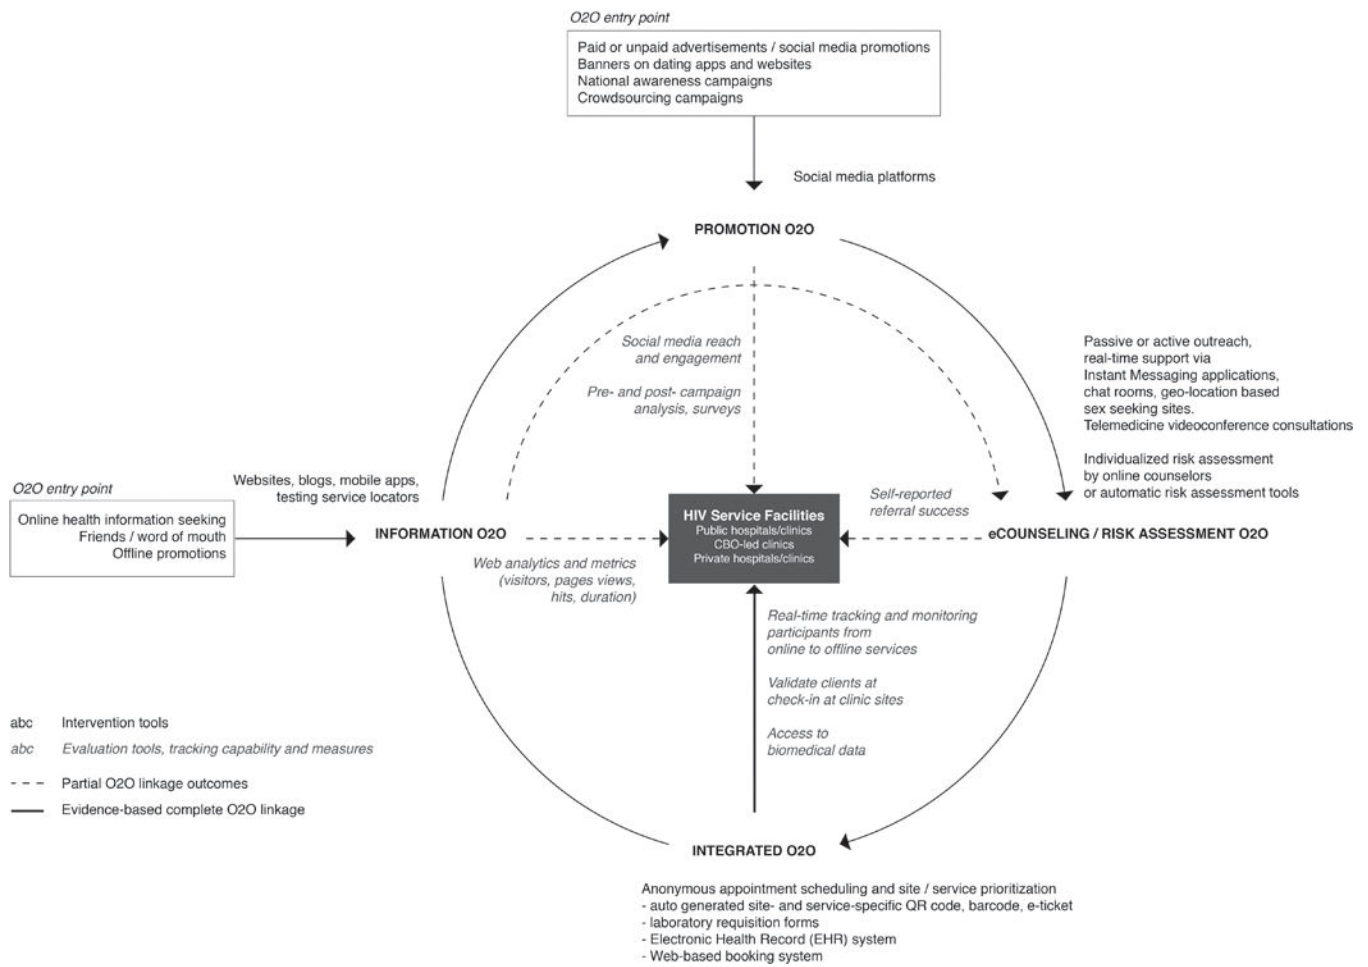 O2O entry point
Paid or unpaid advertisements / social media promotions
Banners on dating apps and websites
National awareness campaigns
Crowdsourcing campaigns
Social media platforms
PROMOTION O2O
Social media reach
and engagement
Pre- and post- campaign
analysis, surveys
Passive or active outreach,
real-time support via
Instant Messaging applications,
chat rooms, geo-location based
sex seeking sites.
Telemedicine videoconference consultations
Individualized risk assessment
by online counselors
or automatic risk assessment tools
O2O entry point
Online health information seeking
Friends / word of mouth
Offline promotions
Websites, blogs, mobile apps,
testing service locators
INFORMATION O2O
Web analytics and metrics
(visitors, pages views,
hits, duration)
HIV Service Facilities
Public hospitals/clinics
CBO-led clinics
Private hospitals/clinics
Self-reported
referral success
eCOUNSELING / RISK ASSESSMENT O2O
Real-time tracking and monitoring
participants from
online to offline services
Validate clients at
check-in at clinic sites
Access to
biomedical data
abc Intervention tools
abc Evaluation tools, tracking capability and measures
Partial O2O linkage outcomes
Evidence-based complete O2O linkage
INTEGRATED O2O
Anonymous appointment scheduling and site / service prioritization
- auto generated site- and service-specific QR code, barcode, e-ticket
- laboratory requisition forms
- Electronic Health Record (EHR) system
- Web-based booking system